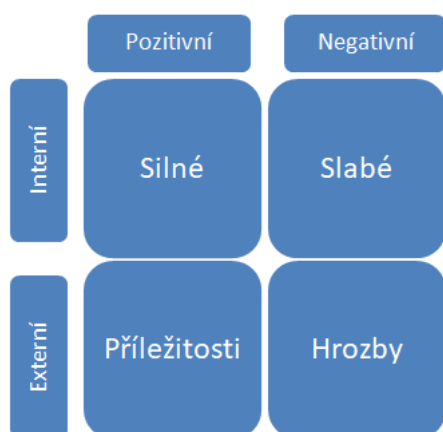 Pozitivní
Negativní
Interní
Silné
Slabé
Externí
Příležitosti
Hrozby